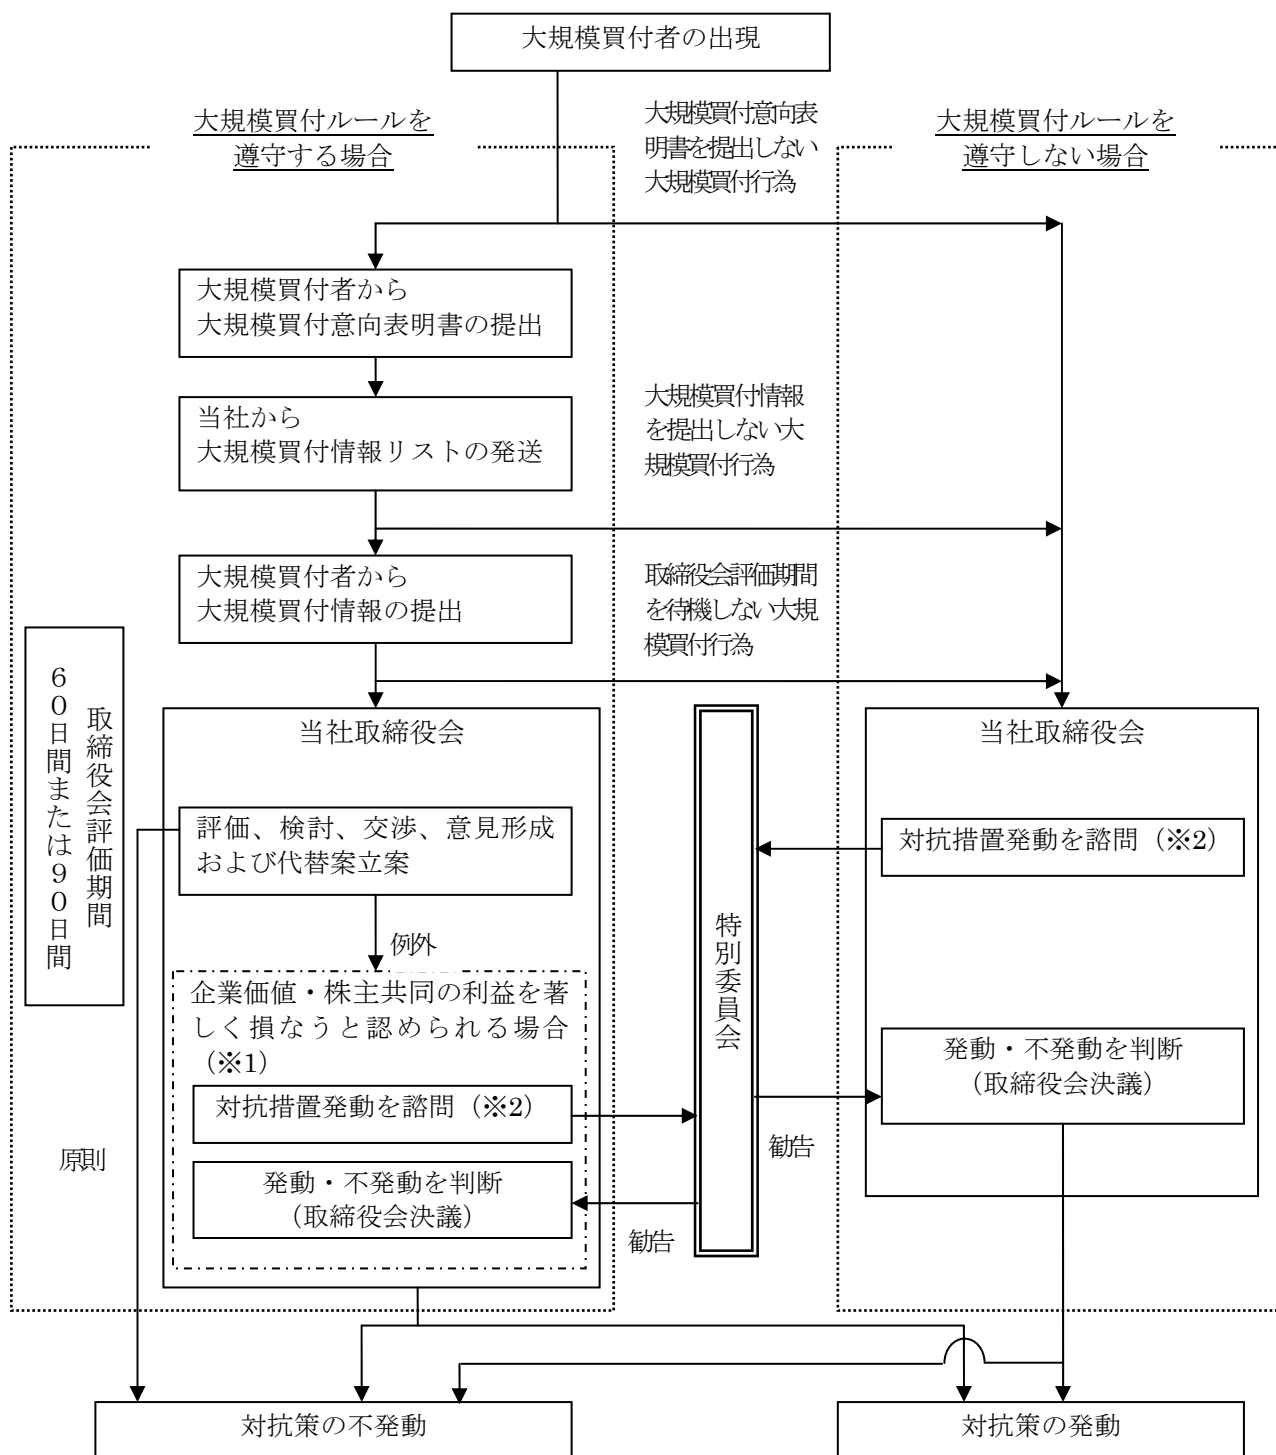 大規模買付者の出現
大規模買付ルールを
遵守する場合
大規模買付意向表
明書を提出しない
大規模買付行為
大規模買付ルールを
遵守しない場合
大規模買付者から
大規模買付意向表明書の提出
当社から
大規模買付情報リストの発送
大規模買付情報
を提出しない大
規模買付行為
大規模買付者から
大規模買付情報の提出
取締役会評価期間
を待機しない大規
模買付行為
取締役会評価期間
60日間または90日間
当社取締役会
評価、検討、交渉、意見形成
および代替案立案
例外
企業価値・株主共同の利益を著
しく損なうと認められる場合
（※1）
対抗措置発動を諮問（※2）
発動・不発動を判断
（取締役会決議）
原則
特別委員会
勧告
勧告
当社取締役会
対抗措置発動を諮問（※2）
発動・不発動を判断
（取締役会決議）
対抗策の不発動
対抗策の発動